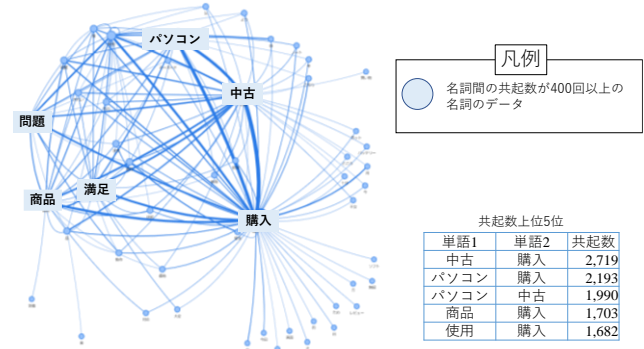 パソコン
中古
問題
商品
満足
購入
凡例
名詞間の共起数が400回以上の
名詞のデータ
共起数上位5位
単語1 単語2 共起数
中古 購入 2,719
パソコン 購入 2,193
パソコン 中古 1,990
商品 購入 1,703
使用 購入 1,682